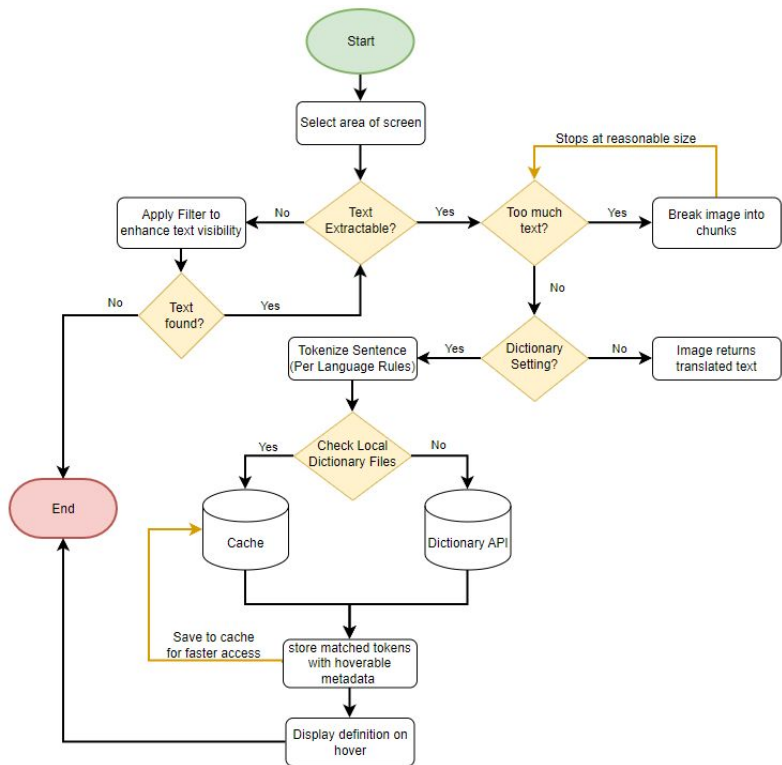 Start
Select area of screen
Stops at reasonable size
Apply Filter to
enhance text visibility
No
Text
Extractable?
Yes
Too much
text?
Yes
Break image into
chunks
No
Text
found?
Yes
No
Tokenize Sentence
(Per Language Rules)
Yes
Dictionary
Setting?
No
Image returns
translated text
Yes
Check Local
Dictionary Files
No
End
Cache
Dictionary API
Save to cache
for faster access
store matched tokens
with hoverable
metadata
Display definition on
hover